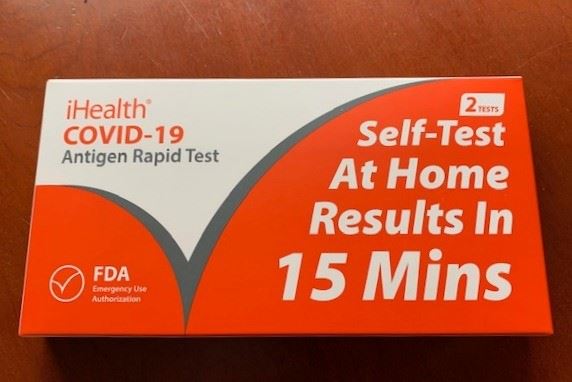 iHealth®
COVID-19
Antigen Rapid Test
2 TESTS
Self-Test
At Home
Results In
15 Mins
FDA
Emergency Use
Authorization